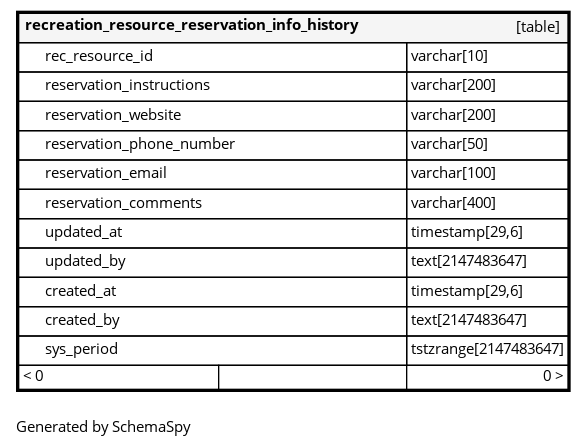 recreation_resource_reservation_info_history [table]
rec_resource_id varchar[10]
reservation_instructions varchar[200]
reservation_website varchar[200]
reservation_phone_number varchar[50]
reservation_email varchar[100]
reservation_comments varchar[400]
updated_at timestamp[29,6]
updated_by text[2147483647]
created_at timestamp[29,6]
created_by text[2147483647]
sys_period tstzrange[2147483647]
< 0 0 >
Generated by SchemaSpy